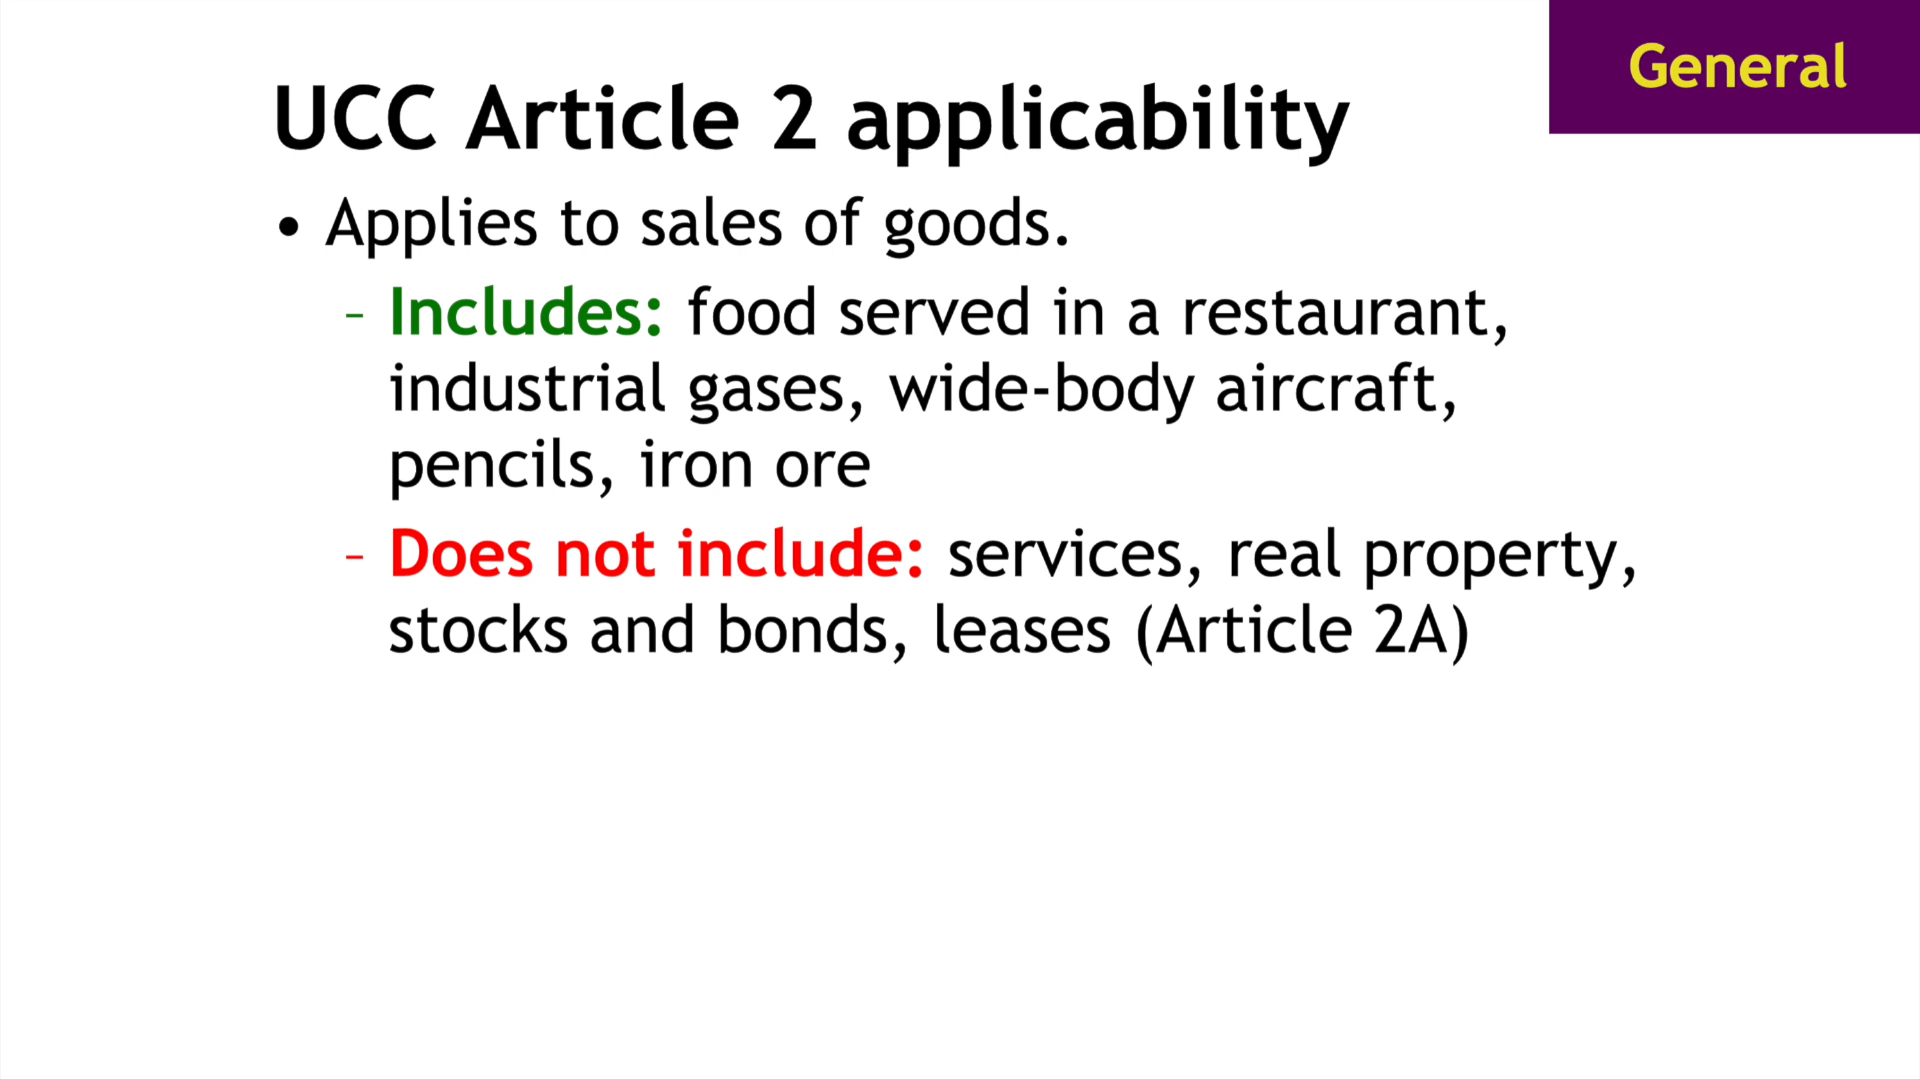 General
UCC Article 2 applicability
• Applies to sales of goods.
– Includes: food served in a restaurant,
industrial gases, wide-body aircraft,
pencils, iron ore
– Does not include: services, real property,
stocks and bonds, leases (Article 2A)